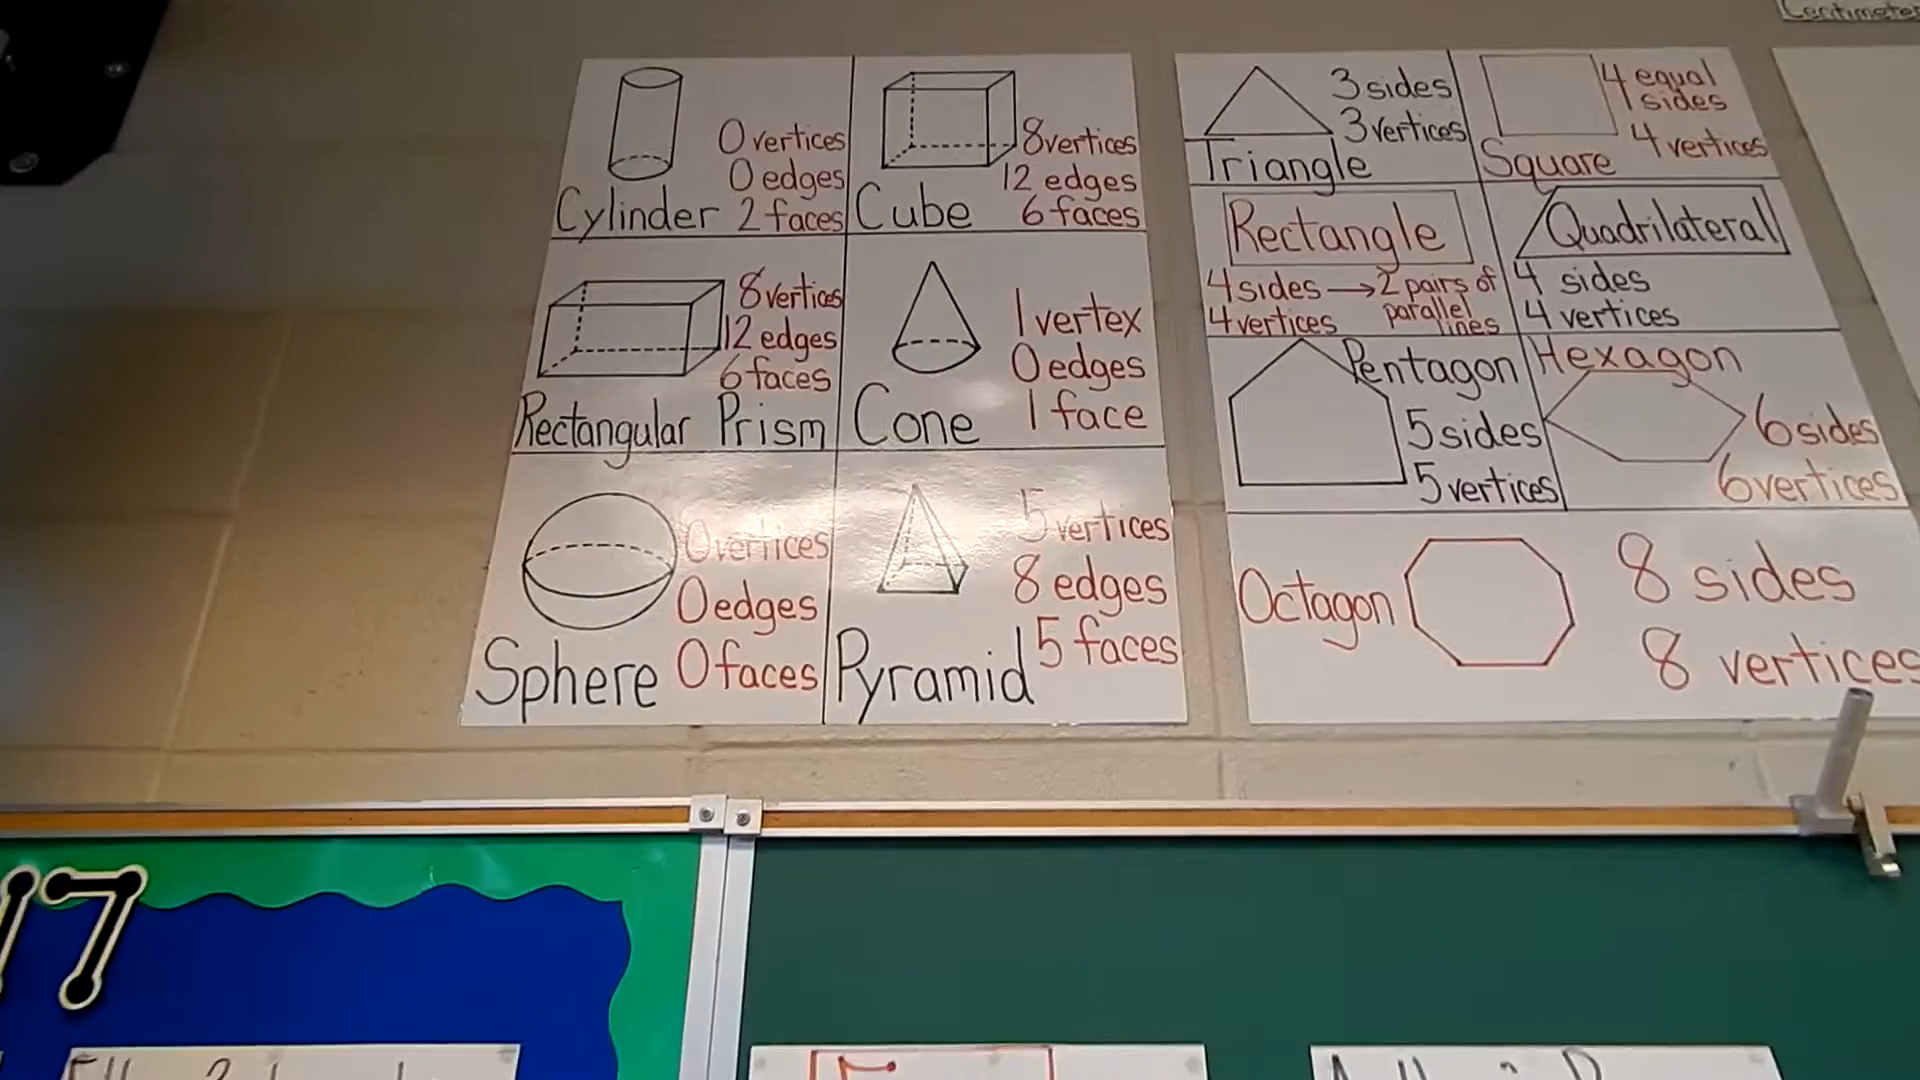 Centimeter
0 vertices
0 edges
Cylinder 2 faces
8 vertices
12 edges
Cube 6 faces
8 vertices
12 edges
6 faces
Rectangular Prism
1 vertex
0 edges
Cone 1 face
0 vertices
0 edges
Sphere 0 faces
5 vertices
8 edges
Pyramid 5 faces
3 sides
3 vertices
Triangle
4 equal
sides
4 vertices
Square
Rectangle
4 sides → 2 pairs of
4 vertices parallel
lines
Quadrilateral
4 sides
4 vertices
Pentagon
5 sides
5 vertices
Hexagon
6 sides
6 vertices
Octagon
8 sides
8 vertices
17